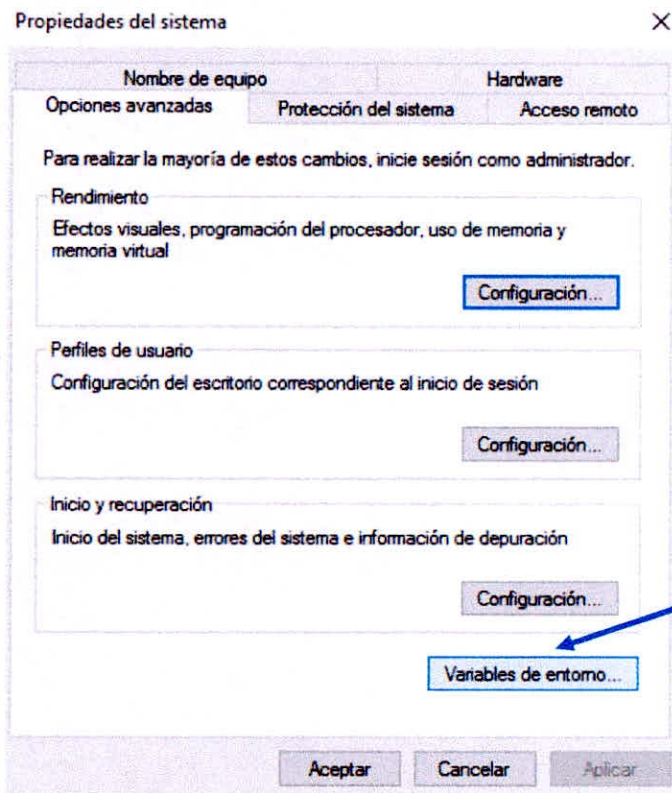 Propiedades del sistema
Nombre de equipo
Hardware
Opciones avanzadas
Protección del sistema
Acceso remoto
Para realizar la mayoría de estos cambios, inicie sesión como administrador.
Rendimiento
Efectos visuales, programación del procesador, uso de memoria y
memoria virtual
Configuración...
Perfiles de usuario
Configuración del escritorio correspondiente al inicio de sesión
Configuración...
Inicio y recuperación
Inicio del sistema, errores del sistema e información de depuración
Configuración...
Variables de entorno...
Aceptar
Cancelar
Aplicar